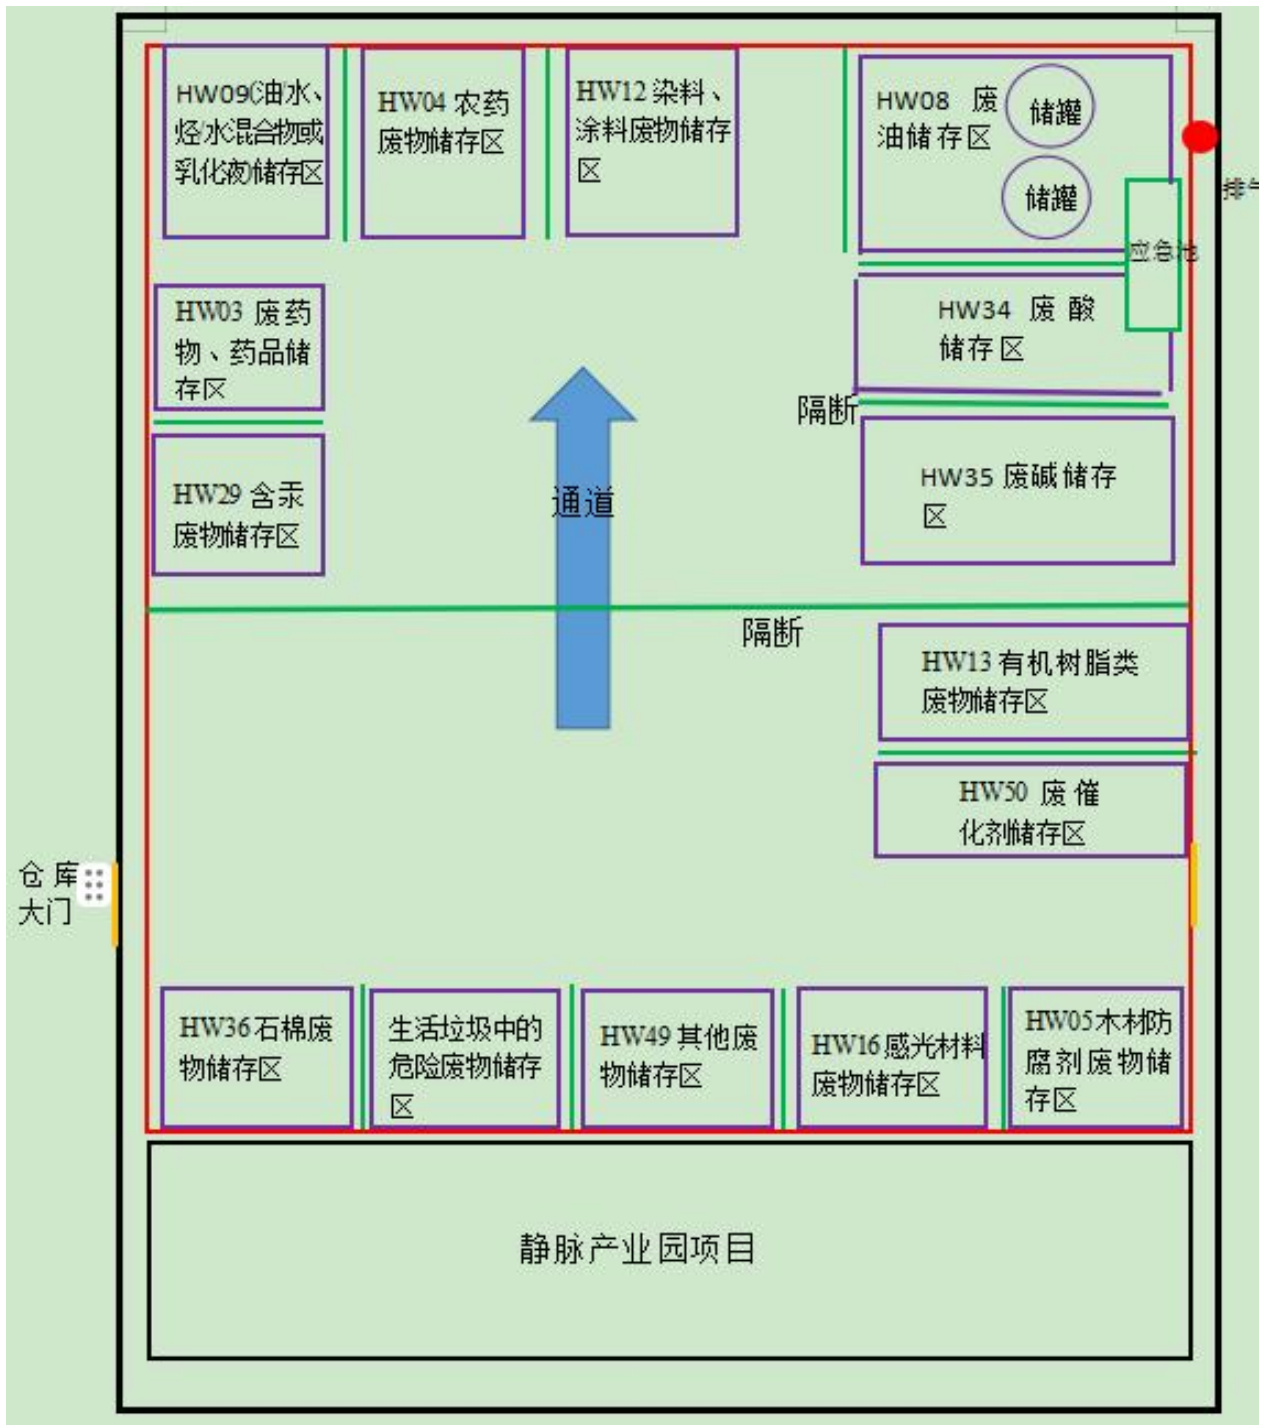 HW09(油/水、
烃/水混合物或
乳化液)储存区
HW04 农药
废物储存区
HW12 染料、
涂料废物储存
区
HW08 废
油储存区
储罐
储罐
应急池
HW03 废药
物、药品储
存区
HW34 废 酸
储存区
隔断
HW29 含汞
废物储存区
通道
HW35 废碱储存
区
隔断
HW13 有机树脂类
废物储存区
HW50 废催
化剂储存区
仓库
大门
HW36 石棉废
物储存区
生活垃圾中的
危险废物储存
区
HW49 其他废
物储存区
HW16 感光材料
废物储存区
HW05 木材防
腐剂废物储
存区
静脉产业园项目